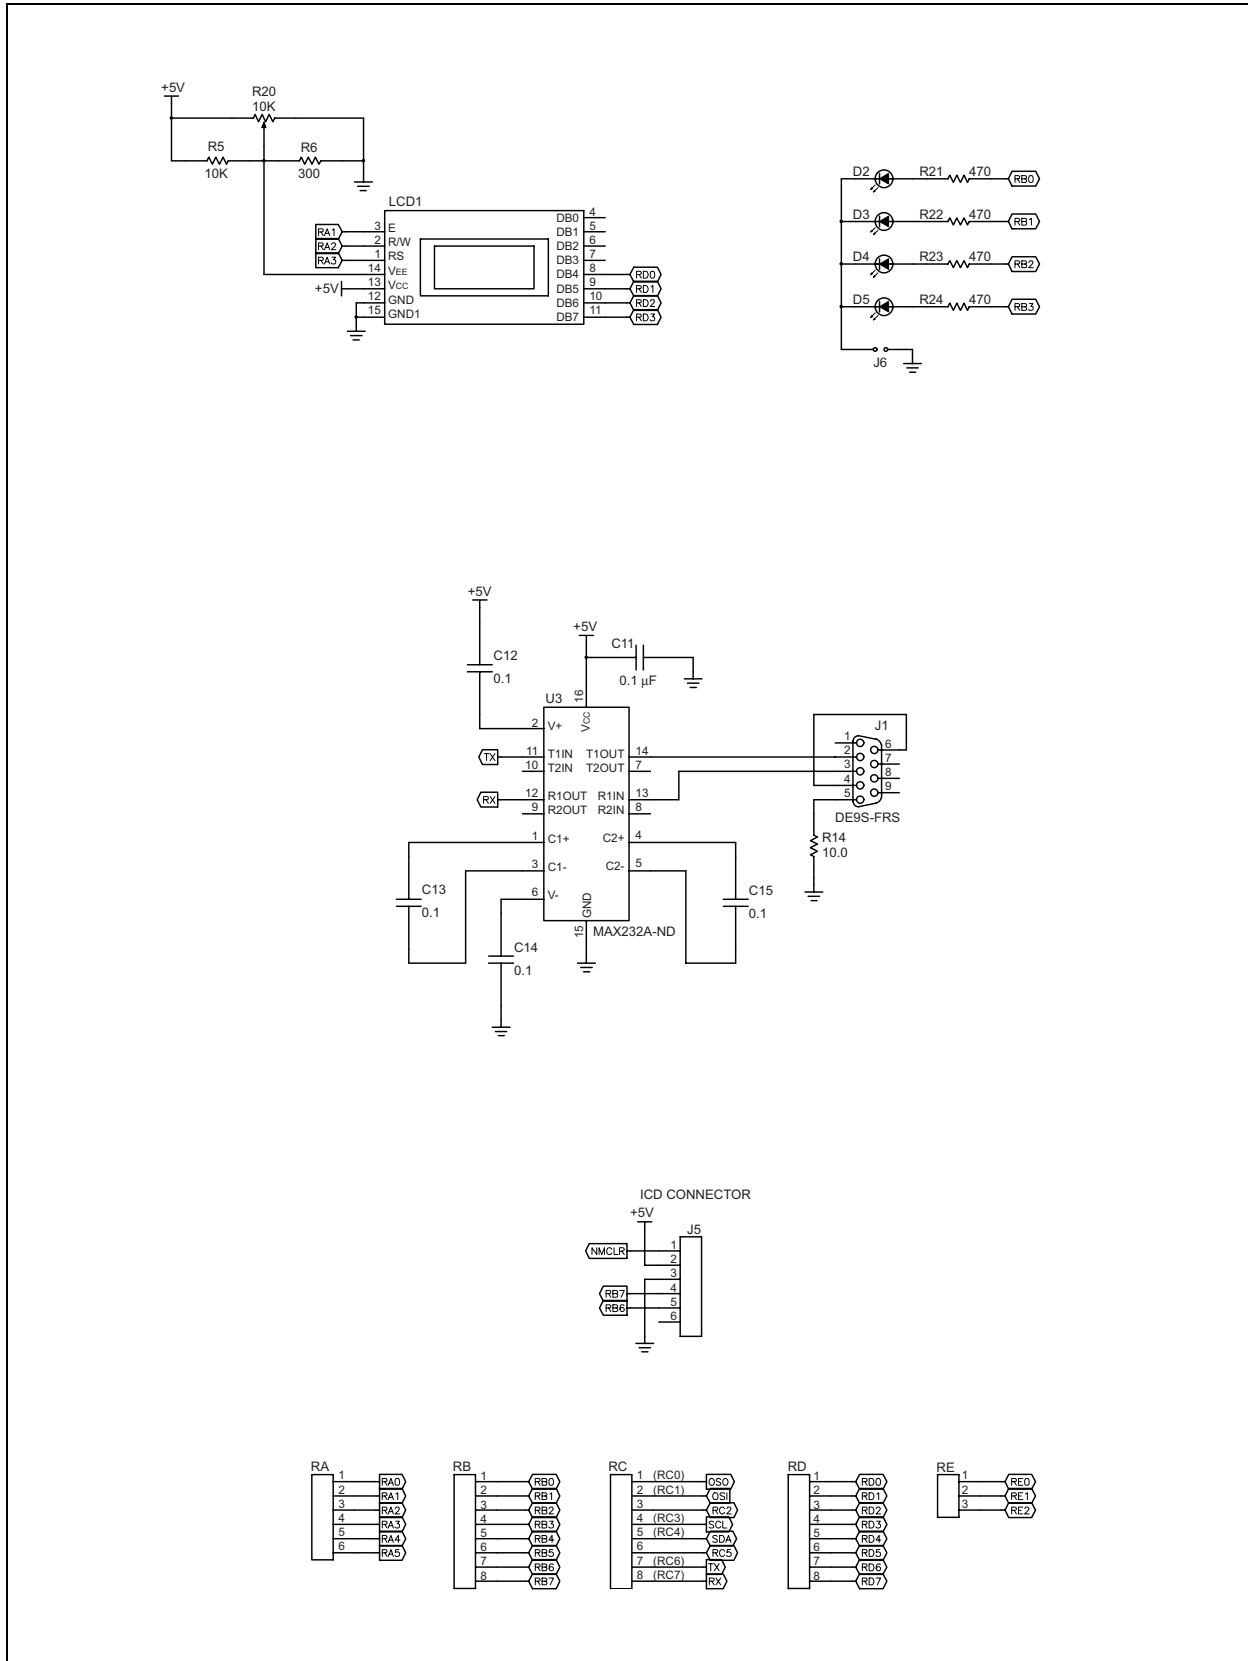 +5V
R20
10K
R5
10K
R6
300
LCD1
RA1 3 E
RA2 2 R/W
RA3 1 RS
14 VEE
+5V 13 VCC
12 GND
15 GND1
DB0 4
DB1 5
DB2 6
DB3 7
DB4 8 RD0
DB5 9 RD1
DB6 10 RD2
DB7 11 RD3
D2 R21 470 RB0
D3 R22 470 RB1
D4 R23 470 RB2
D5 R24 470 RB3
J6
+5V
C12
0.1
+5V
C11
0.1 µF
U3
16 VCC
2 V+
TX 11 T1IN
10 T2IN
RX 12 R1OUT
9 R2OUT
1 C1+
3 C1-
6 V-
T1OUT 14
T2OUT 7
R1IN 13
R2IN 8
C2+ 4
C2- 5
15 GND
MAX232A-ND
C13
0.1
C14
0.1
C15
0.1
J1
1
2
3
4
5
6
7
8
9
DE9S-FRS
R14
10.0
ICD CONNECTOR
+5V
J5
NMCLR 1
2
3
RB7 4
RB6 5
6
RA
1 RA0
2 RA1
3 RA2
4 RA3
5 RA4
6 RA5
RB
1 RB0
2 RB1
3 RB2
4 RB3
5 RB4
6 RB5
7 RB6
8 RB7
RC
1 (RC0) OSO
2 (RC1) OSI
3 RC2
4 (RC3) SCL
5 (RC4) SDA
6 RC5
7 (RC6) TX
8 (RC7) RX
RD
1 RD0
2 RD1
3 RD2
4 RD3
5 RD4
6 RD5
7 RD6
8 RD7
RE
1 RE0
2 RE1
3 RE2